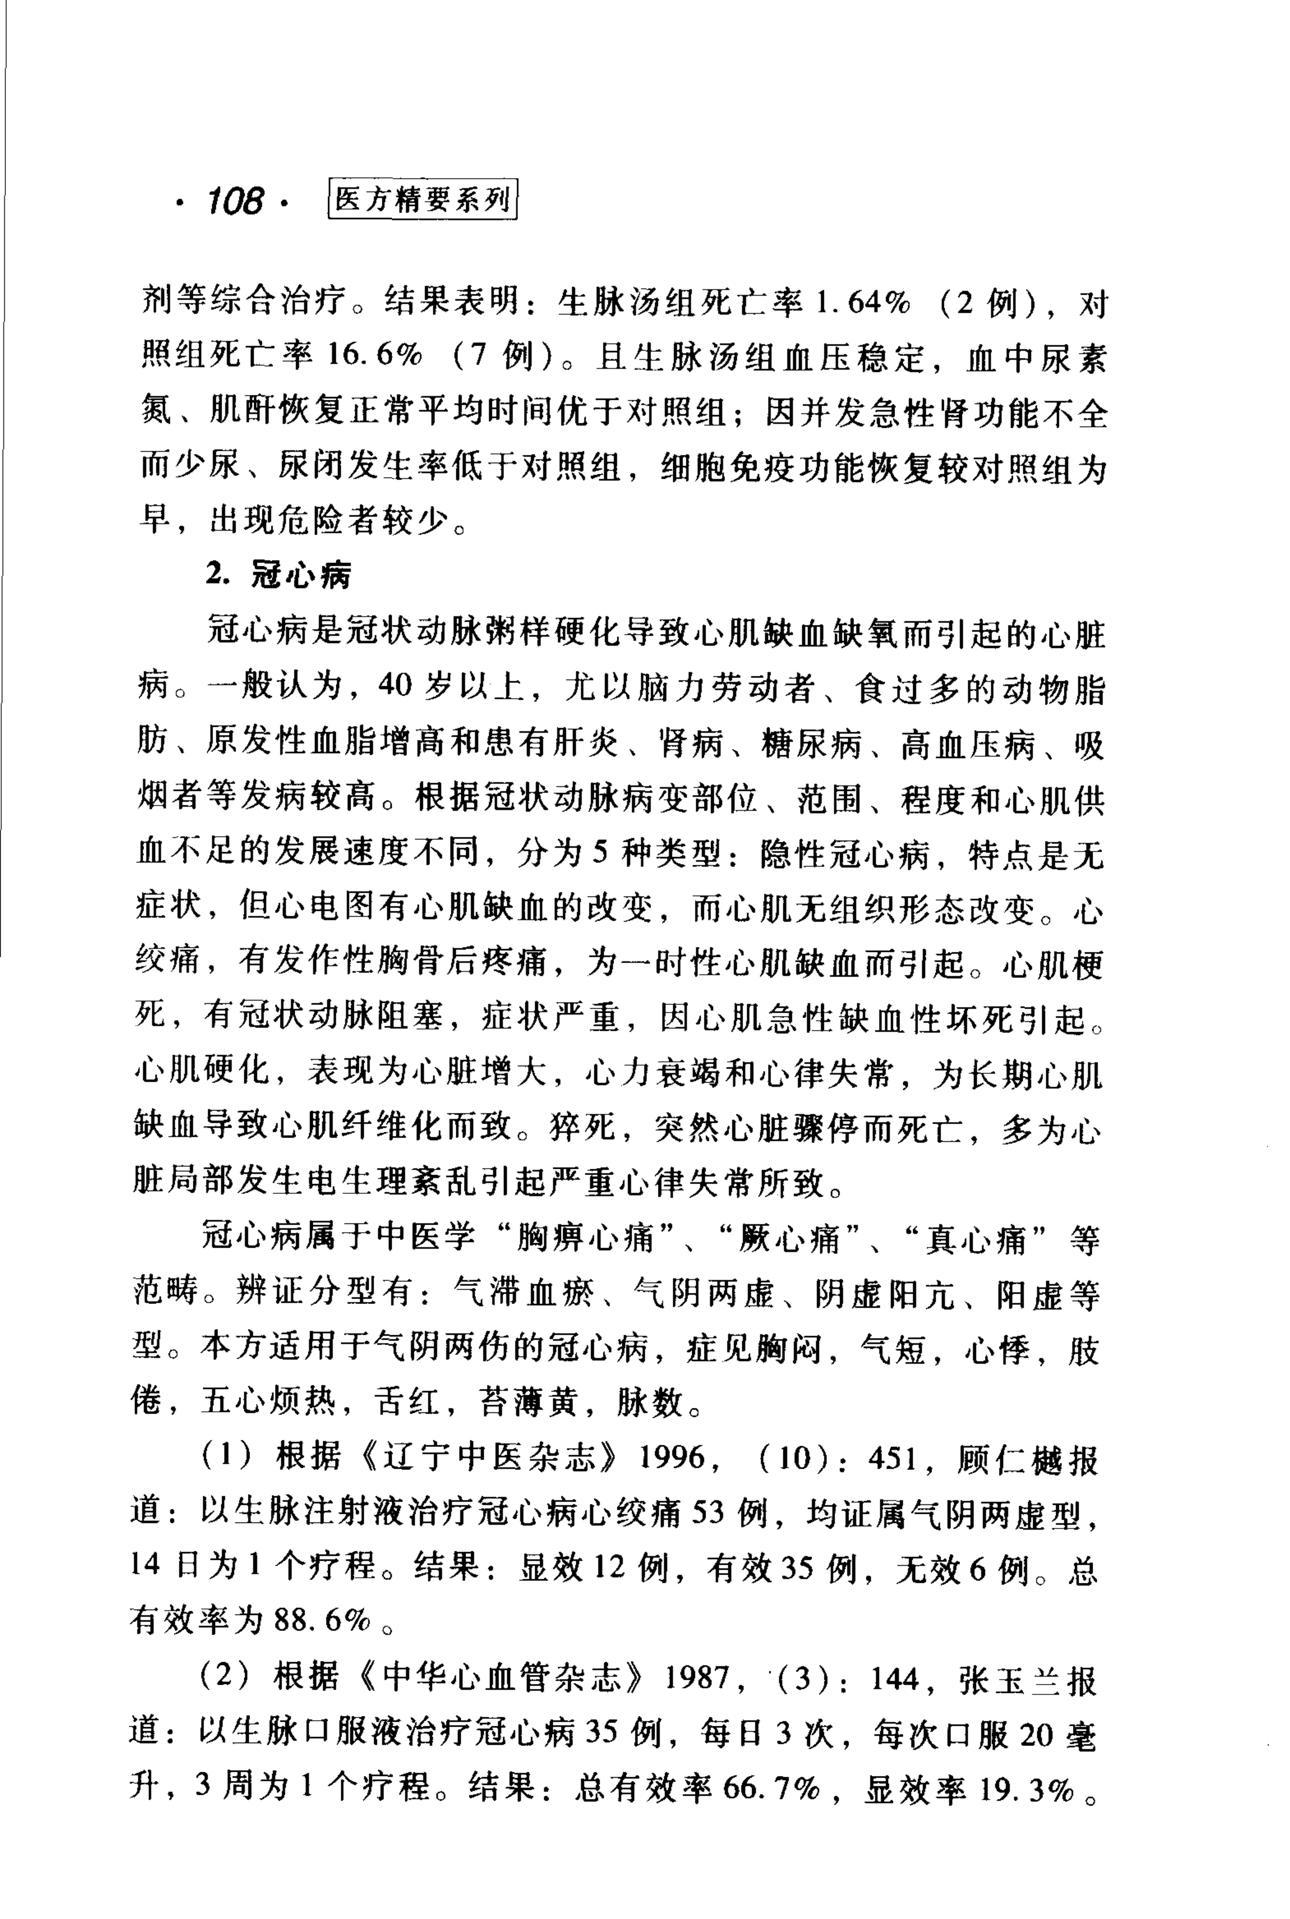 ·108· 医方精要系列
剂等综合治疗。结果表明：生脉汤组死亡率1.64%（2例），对
照组死亡率16.6%（7例）。且生脉汤组血压稳定，血中尿素
氮、肌酐恢复正常平均时间优于对照组；因并发急性肾功能不全
而少尿、尿闭发生率低于对照组，细胞免疫功能恢复较对照组为
早，出现危险者较少。
2. 冠心病
冠心病是冠状动脉粥样硬化导致心肌缺血缺氧而引起的心脏
病。一般认为，40岁以上，尤以脑力劳动者、食过多的动物脂
肪、原发性血脂增高和患有肝炎、肾病、糖尿病、高血压病、吸
烟者等发病较高。根据冠状动脉病变部位、范围、程度和心肌供
血不足的发展速度不同，分为5种类型：隐性冠心病，特点是无
症状，但心电图有心肌缺血的改变，而心肌无组织形态改变。心
绞痛，有发作性胸骨后疼痛，为一时性心肌缺血而引起。心肌梗
死，有冠状动脉阻塞，症状严重，因心肌急性缺血性坏死引起。
心肌硬化，表现为心脏增大，心力衰竭和心律失常，为长期心肌
缺血导致心肌纤维化而致。猝死，突然心脏骤停而死亡，多为心
脏局部发生电生理紊乱引起严重心律失常所致。
冠心病属于中医学“胸痹心痛”、“厥心痛”、“真心痛”等
范畴。辨证分型有：气滞血瘀、气阴两虚、阴虚阳亢、阳虚等
型。本方适用于气阴两伤的冠心病，症见胸闷，气短，心悸，肢
倦，五心烦热，舌红，苔薄黄，脉数。
（1）根据《辽宁中医杂志》1996，（10）：451，顾仁樾报
道：以生脉注射液治疗冠心病心绞痛53例，均证属气阴两虚型，
14日为1个疗程。结果：显效12例，有效35例，无效6例。总
有效率为88.6%。
（2）根据《中华心血管杂志》1987，（3）：144，张玉兰报
道：以生脉口服液治疗冠心病35例，每日3次，每次口服20毫
升，3周为1个疗程。结果：总有效率66.7%，显效率19.3%。